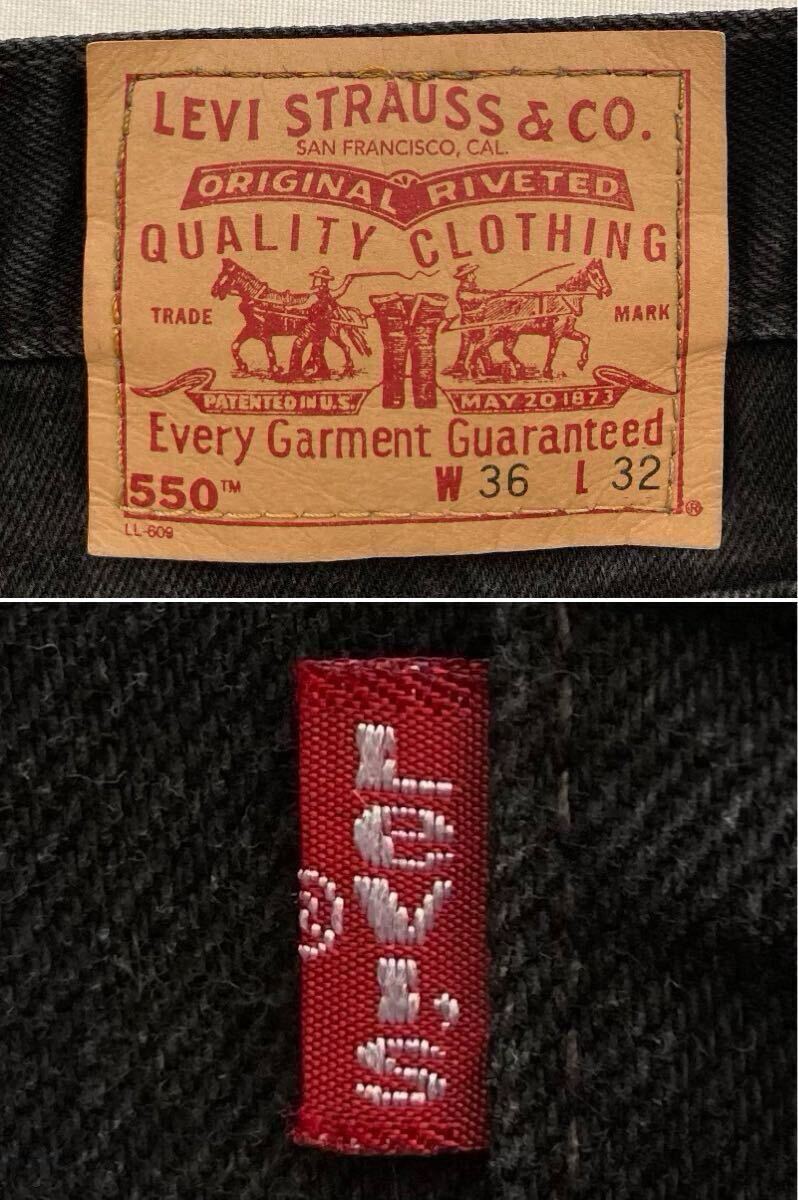 LEVI STRAUSS & CO.
SAN FRANCISCO, CAL.
ORIGINAL RIVETED
QUALITY CLOTHING
TRADE MARK
PATENTED IN U.S. MAY 20 1873
Every Garment Guaranteed
550™ W 36 L 32
LL-609 ®
LeVI'S
®